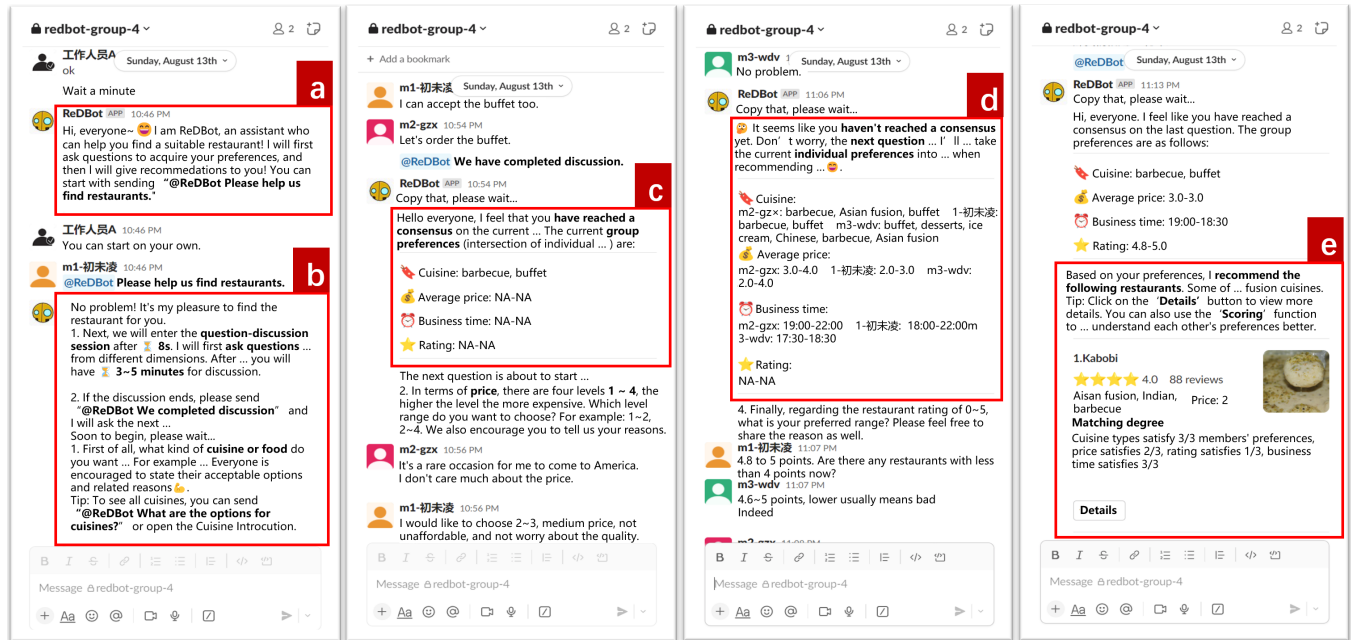 redbot-group-4
2
工作人员A
Sunday, August 13th
ok
Wait a minute
a
ReDBot APP 10:46 PM
Hi, everyone~ 😄 I am ReDBot, an assistant who
can help you find a suitable restaurant! I will first
ask questions to acquire your preferences, and
then I will give recommedations to you! You can
start with sending “@ReDBot Please help us
find restaurants."
工作人员A 10:46 PM
You can start on your own.
b
m1-初未凌 10:46 PM
@ReDBot Please help us find restaurants.
No problem! It's my pleasure to find the
restaurant for you.
1. Next, we will enter the question-discussion
session after ⏳ 8s. I will first ask questions ...
from different dimensions. After ... you will
have ⏳ 3~5 minutes for discussion.
2. If the discussion ends, please send
“@ReDBot We completed discussion” and
I will ask the next ...
Soon to begin, please wait...
1. First of all, what kind of cuisine or food do
you want ... For example ... Everyone is
encouraged to state their acceptable options
and related reasons💪.
Tip: To see all cuisines, you can send
“@ReDBot What are the options for
cuisines?” or open the Cuisine Introcution.
Message redbot-group-4
Aa
redbot-group-4
2
+ Add a bookmark
m1-初未凌
Sunday, August 13th
I can accept the buffet too.
m2-gzx 10:54 PM
Let's order the buffet.
@ReDBot We have completed discussion.
c
ReDBot APP 10:54 PM
Copy that, please wait...
Hello everyone, I feel that you have reached a
consensus on the current ... The current group
preferences (intersection of individual ... ) are:
🔖 Cuisine: barbecue, buffet
💰 Average price: NA-NA
⏰ Business time: NA-NA
⭐ Rating: NA-NA
The next question is about to start ...
2. In terms of price, there are four levels 1 ~ 4, the
higher the level the more expensive. Which level
range do you want to choose? For example: 1~2,
2~4. We also encourage you to tell us your reasons.
m2-gzx 10:56 PM
It's a rare occasion for me to come to America.
I don't care much about the price.
m1-初未凌 10:56 PM
I would like to choose 2~3, medium price, not
unaffordable, and not worry about the quality.
Message redbot-group-4
Aa
redbot-group-4
2
m3-wdv
Sunday, August 13th
No problem.
d
ReDBot APP 11:06 PM
Copy that, please wait...
🤔 It seems like you haven't reached a consensus
yet. Don’ t worry, the next question ... I’ ll ... take
the current individual preferences into ... when
recommending ...😄.
🔖 Cuisine:
m2-gz×: barbecue, Asian fusion, buffet 1-初未凌:
barbecue, buffet m3-wdv: buffet, desserts, ice
cream, Chinese, barbecue, Asian fusion
💰 Average price:
m2-gzx: 3.0-4.0 1-初未凌: 2.0-3.0 m3-wdv:
2.0-4.0
⏰ Business time:
m2-gzx: 19:00-22:00 1-初未凌: 18:00-22:00m
3-wdv: 17:30-18:30
⭐Rating:
NA-NA
4. Finally, regarding the restaurant rating of 0~5,
what is your preferred range? Please feel free to
share the reason as well.
m1-初未凌 11:07 PM
4.8 to 5 points. Are there any restaurants with less
than 4 points now?
m3-wdv 11:07 PM
4.6~5 points, lower usually means bad
Indeed
Message redbot-group-4
Aa
redbot-group-4
2
@ReDBot
Sunday, August 13th
ReDBot APP 11:13 PM
Copy that, please wait...
Hi, everyone. I feel like you have reached a
consensus on the last question. The group
preferences are as follows:
🔖 Cuisine: barbecue, buffet
💰 Average price: 3.0-3.0
⏰ Business time: 19:00-18:30
⭐ Rating: 4.8-5.0
e
Based on your preferences, I recommend the
following restaurants. Some of ... fusion cuisines.
Tip: Click on the ‘Details’ button to view more
details. You can also use the ‘Scoring’ function
to ... understand each other's preferences better.
1.Kabobi
⭐⭐⭐⭐ 4.0 88 reviews
Aisan fusion, Indian,
barbecue
Price: 2
Matching degree
Cuisine types satisfy 3/3 members' preferences,
price satisfies 2/3, rating satisfies 1/3, business
time satisfies 3/3
Details
Message redbot-group-4
Aa